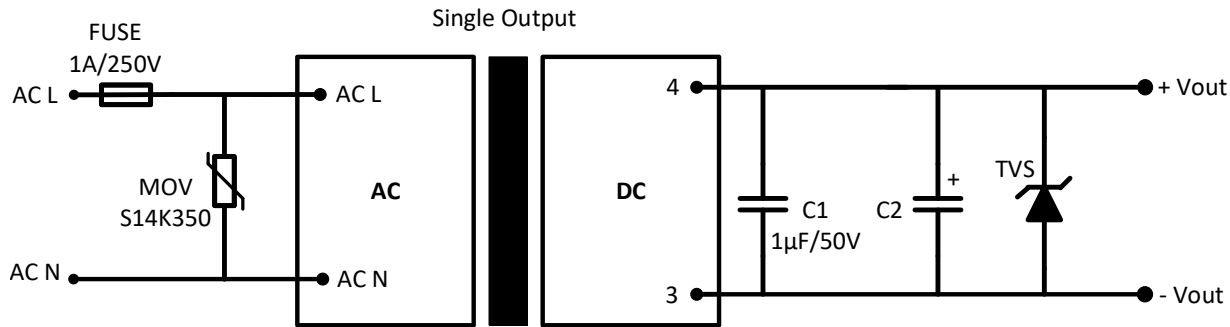 Single Output
FUSE
1A/250V
AC L
AC L
4
+ Vout
MOV
S14K350
AC
DC
C1
1µF/50V
C2
+
TVS
AC N
AC N
3
- Vout